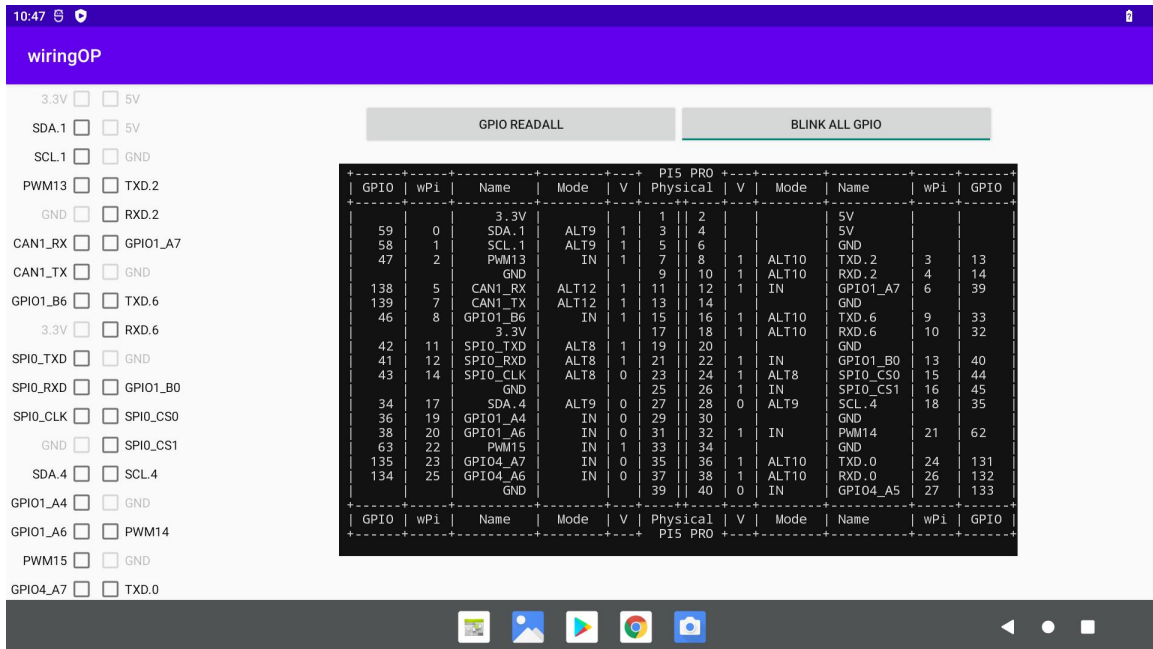 10:47
wiringOP
3.3V 5V
SDA.1 5V
SCL.1 GND
PWM13 TXD.2
GND RXD.2
CAN1_RX GPIO1_A7
CAN1_TX GND
GPIO1_B6 TXD.6
3.3V RXD.6
SPI0_TXD GND
SPI0_RXD GPIO1_B0
SPI0_CLK SPI0_CS0
GND SPI0_CS1
SDA.4 SCL.4
GPIO1_A4 GND
GPIO1_A6 PWM14
PWM15 GND
GPIO4_A7 TXD.0
GPIO READALL BLINK ALL GPIO
+------+-----+----------+--------+---+ PI5 PRO +---+--------+----------+-----+------+
| GPIO | wPi | Name | Mode | V | Physical | V | Mode | Name | wPi | GPIO |
+------+-----+----------+--------+---+----++----+---+--------+----------+-----+------+
| | | 3.3V | | | 1 || 2 | | | 5V | | |
| 59 | 0 | SDA.1 | ALT9 | 1 | 3 || 4 | | | 5V | | |
| 58 | 1 | SCL.1 | ALT9 | 1 | 5 || 6 | | | GND | | |
| 47 | 2 | PWM13 | IN | 1 | 7 || 8 | 1 | ALT10 | TXD.2 | 3 | 13 |
| | | GND | | | 9 || 10 | 1 | ALT10 | RXD.2 | 4 | 14 |
| 138 | 5 | CAN1_RX | ALT12 | 1 | 11 || 12 | 1 | IN | GPIO1_A7 | 6 | 39 |
| 139 | 7 | CAN1_TX | ALT12 | 1 | 13 || 14 | | | GND | | |
| 46 | 8 | GPIO1_B6 | IN | 1 | 15 || 16 | 1 | ALT10 | TXD.6 | 9 | 33 |
| | | 3.3V | | | 17 || 18 | 1 | ALT10 | RXD.6 | 10 | 32 |
| 42 | 11 | SPI0_TXD | ALT8 | 1 | 19 || 20 | | | GND | | |
| 41 | 12 | SPI0_RXD | ALT8 | 1 | 21 || 22 | 1 | IN | GPIO1_B0 | 13 | 40 |
| 43 | 14 | SPI0_CLK | ALT8 | 0 | 23 || 24 | 1 | ALT8 | SPI0_CS0 | 15 | 44 |
| | | GND | | | 25 || 26 | 1 | IN | SPI0_CS1 | 16 | 45 |
| 34 | 17 | SDA.4 | ALT9 | 0 | 27 || 28 | 0 | ALT9 | SCL.4 | 18 | 35 |
| 36 | 19 | GPIO1_A4 | IN | 0 | 29 || 30 | | | GND | | |
| 38 | 20 | GPIO1_A6 | IN | 0 | 31 || 32 | 1 | IN | PWM14 | 21 | 62 |
| 63 | 22 | PWM15 | IN | 1 | 33 || 34 | | | GND | | |
| 135 | 23 | GPIO4_A7 | IN | 0 | 35 || 36 | 1 | ALT10 | TXD.0 | 24 | 131 |
| 134 | 25 | GPIO4_A6 | IN | 0 | 37 || 38 | 1 | ALT10 | RXD.0 | 26 | 132 |
| | | GND | | | 39 || 40 | 0 | IN | GPIO4_A5 | 27 | 133 |
+------+-----+----------+--------+---+----++----+---+--------+----------+-----+------+
| GPIO | wPi | Name | Mode | V | Physical | V | Mode | Name | wPi | GPIO |
+------+-----+----------+--------+---+ PI5 PRO +---+--------+----------+-----+------+